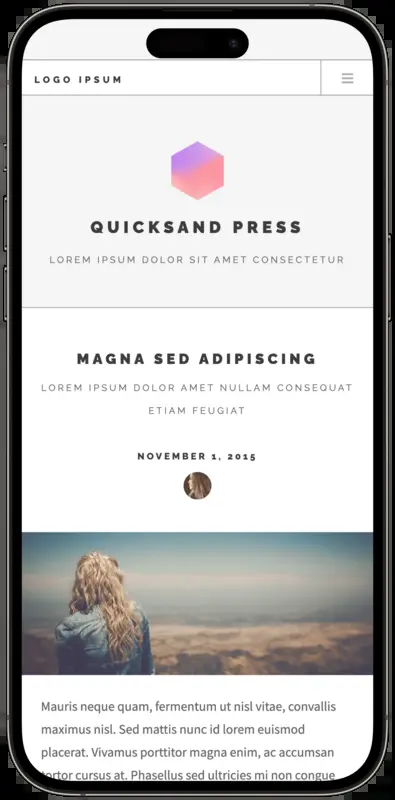 LOGO IPSUM
QUICKSAND PRESS
LOREM IPSUM DOLOR SIT AMET CONSECTETUR
MAGNA SED ADIPISCING
LOREM IPSUM DOLOR AMET NULLAM CONSEQUAT
ETIAM FEUGIAT
NOVEMBER 1, 2015
Mauris neque quam, fermentum ut nisl vitae, convallis
maximus nisl. Sed mattis nunc id lorem euismod
placerat. Vivamus porttitor magna enim, ac accumsan
tortor cursus at. Phasellus sed ultricies mi non congue